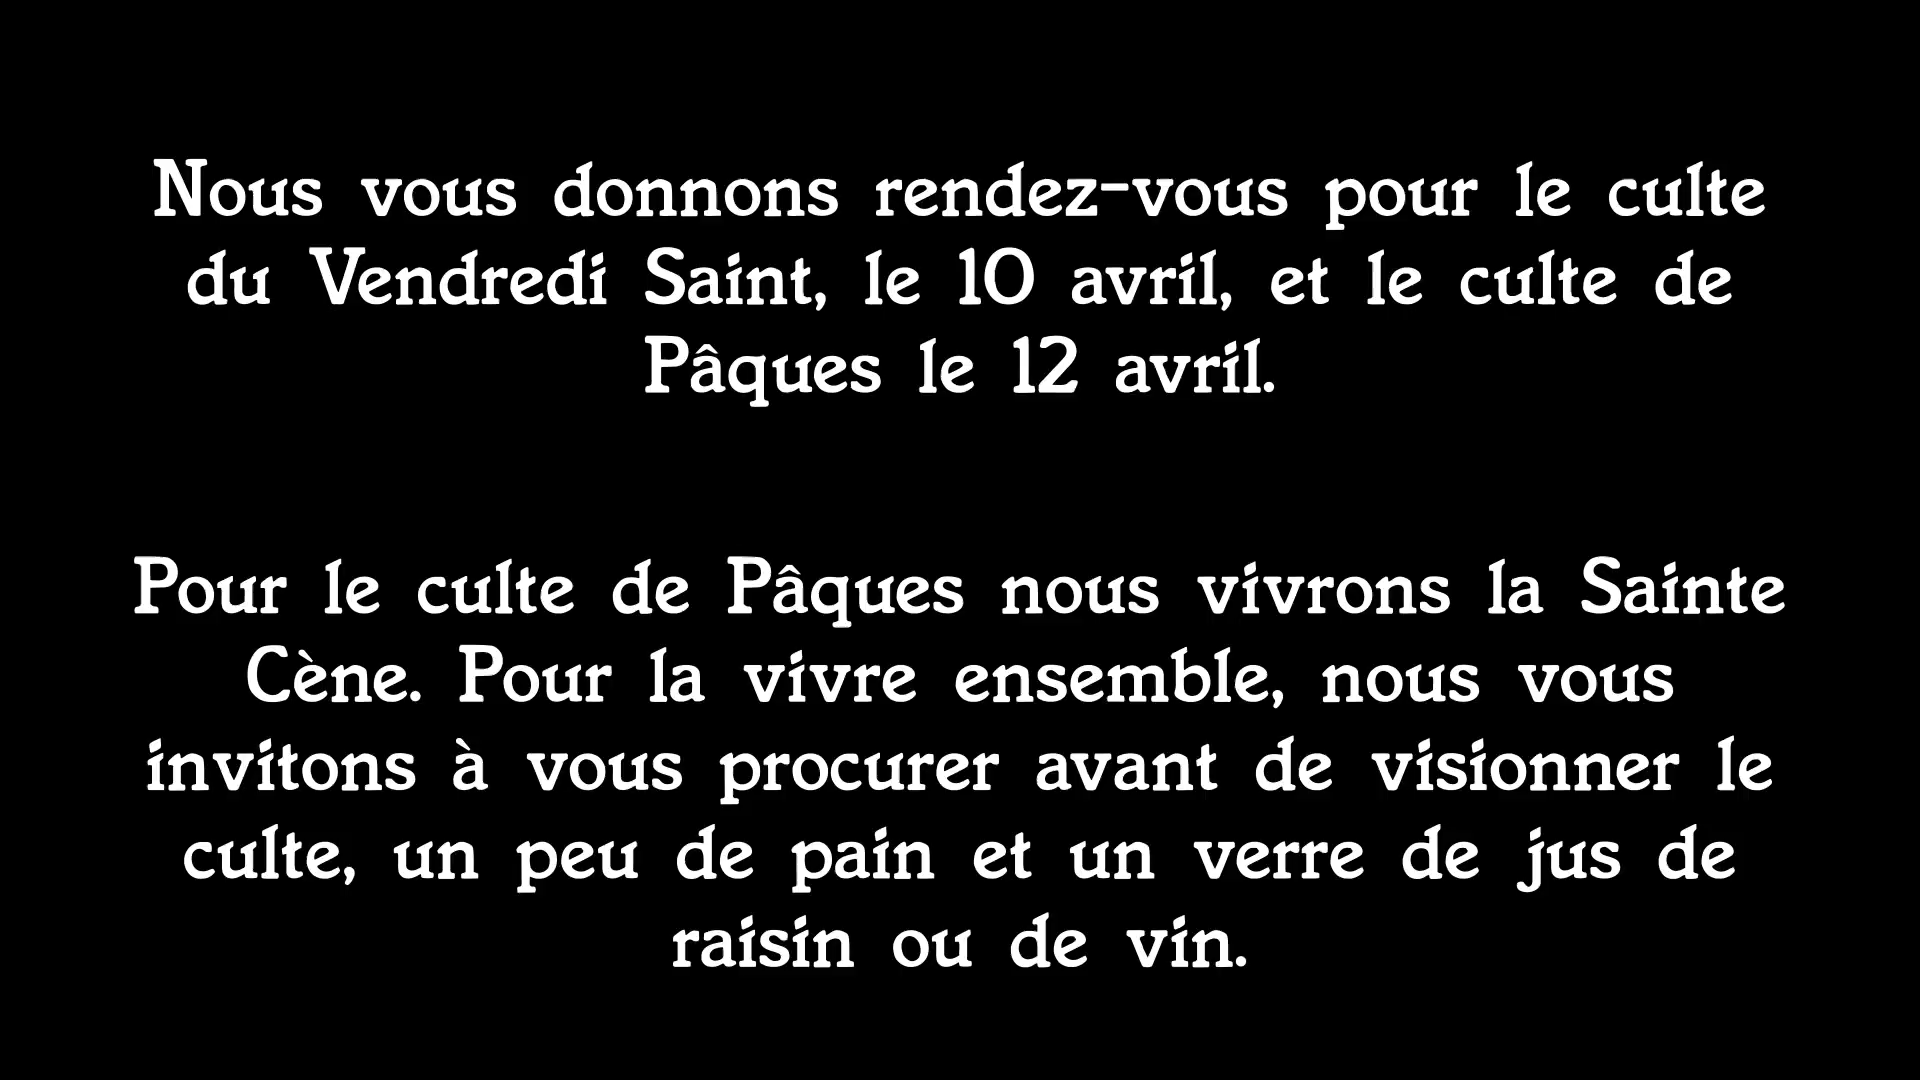 Nous vous donnons rendez-vous pour le culte
du Vendredi Saint, le 10 avril, et le culte de
Pâques le 12 avril.
Pour le culte de Pâques nous vivrons la Sainte
Cène. Pour la vivre ensemble, nous vous
invitons à vous procurer avant de visionner le
culte, un peu de pain et un verre de jus de
raisin ou de vin.